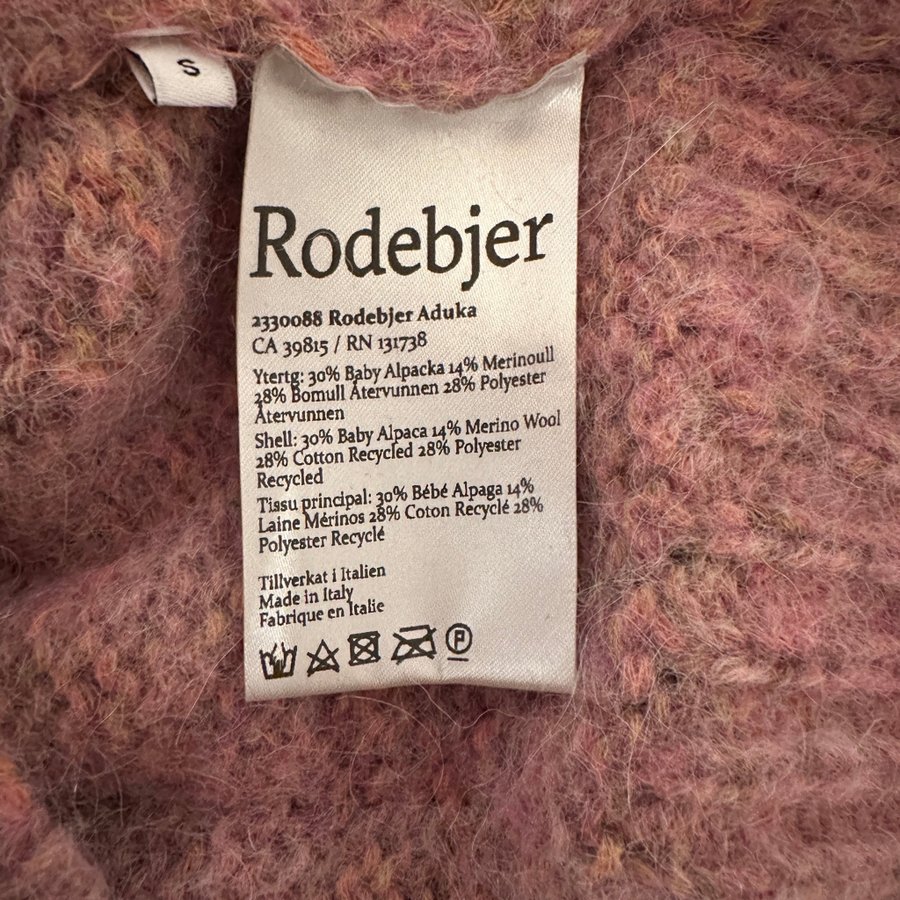 S
Rodebjer
2330088 Rodebjer Aduka
CA 39815 / RN 131738
Ytertg: 30% Baby Alpacka 14% Merinoull
28% Bomull Återvunnen 28% Polyester
Återvunnen
Shell: 30% Baby Alpaca 14% Merino Wool
28% Cotton Recycled 28% Polyester
Recycled
Tissu principal: 30% Bébé Alpaga 14%
Laine Mérinos 28% Coton Recyclé 28%
Polyester Recyclé
Tillverkat i Italien
Made in Italy
Fabrique en Italie
P